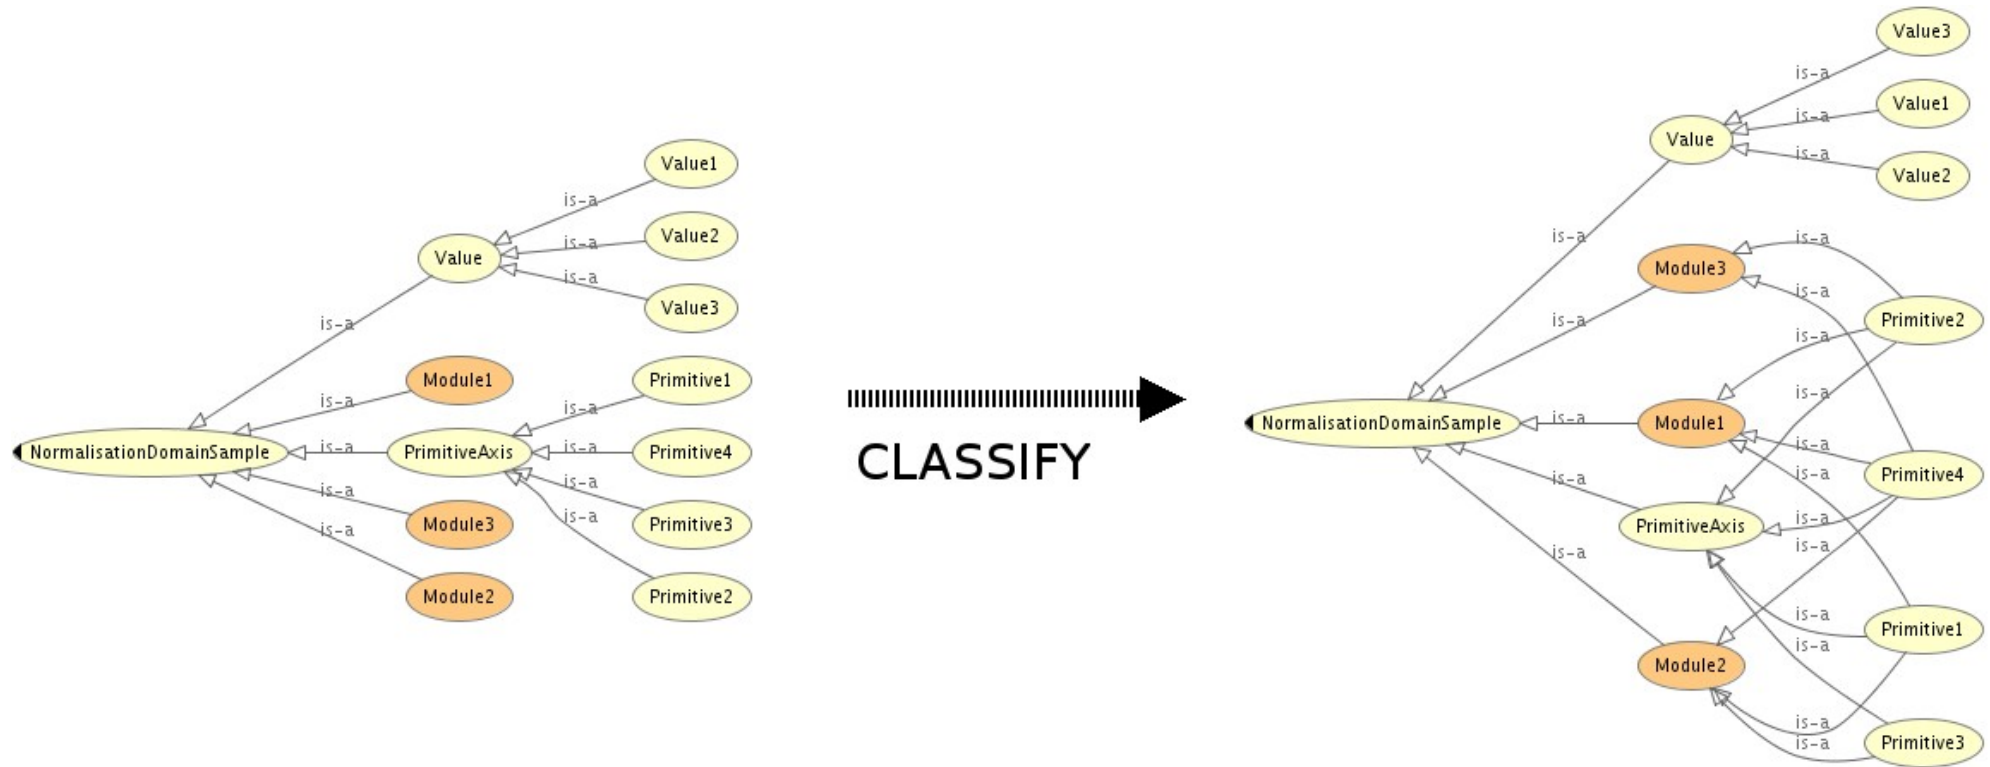 Value1
is-a
Value2
is-a
Value
is-a
Value3
is-a
Module1
Primitive1
is-a
is-a
NormalisationDomainSample
is-a
PrimitiveAxis
is-a
Primitive4
is-a
is-a
Module3
is-a
Primitive3
is-a
Module2
Primitive2
CLASSIFY
Value3
is-a
Value1
is-a
Value
is-a
Value2
is-a
is-a
Module3
is-a
is-a
Primitive2
is-a
is-a
is-a
NormalisationDomainSample
is-a
Module1
is-a
is-a
Primitive4
is-a
PrimitiveAxis
is-a
is-a
is-a
is-a
Primitive1
is-a
Module2
is-a
is-a
Primitive3